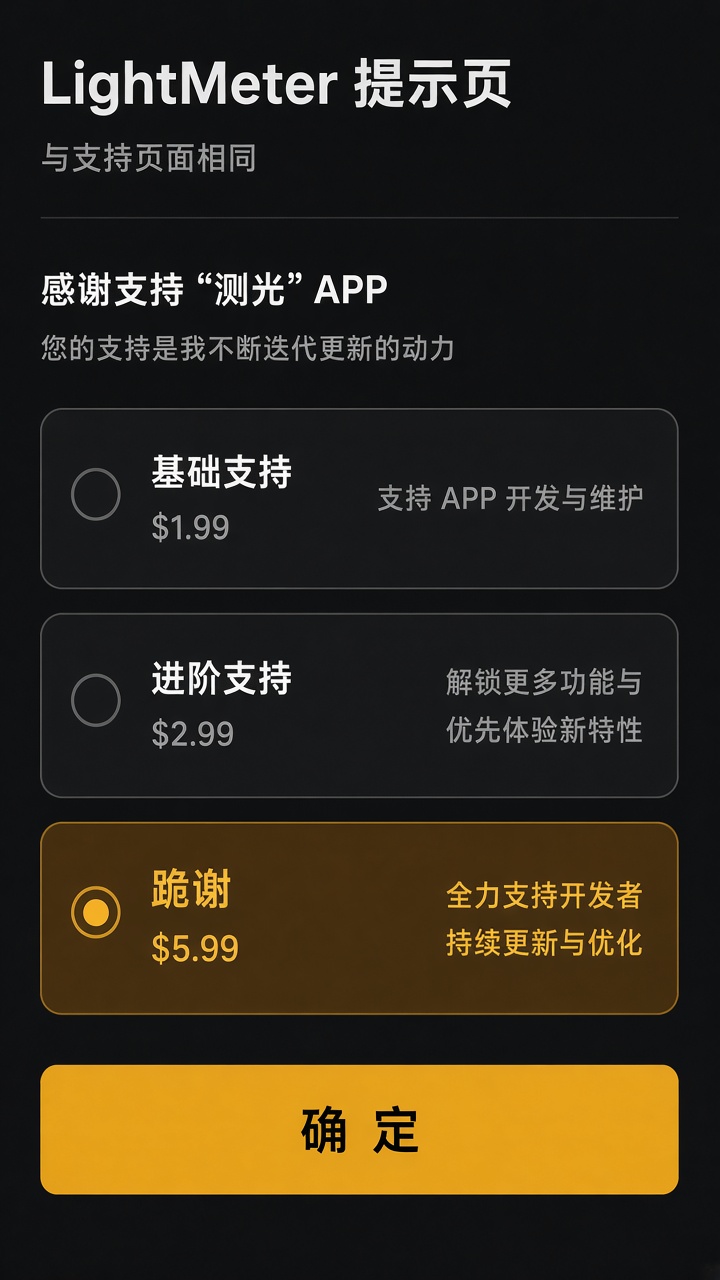 LightMeter 提示页
与支持页面相同
感谢支持 “测光” APP
您的支持是我不断迭代更新的动力
基础支持
$1.99
支持 APP 开发与维护
进阶支持
$2.99
解锁更多功能与
优先体验新特性
跪谢
$5.99
全力支持开发者
持续更新与优化
确 定